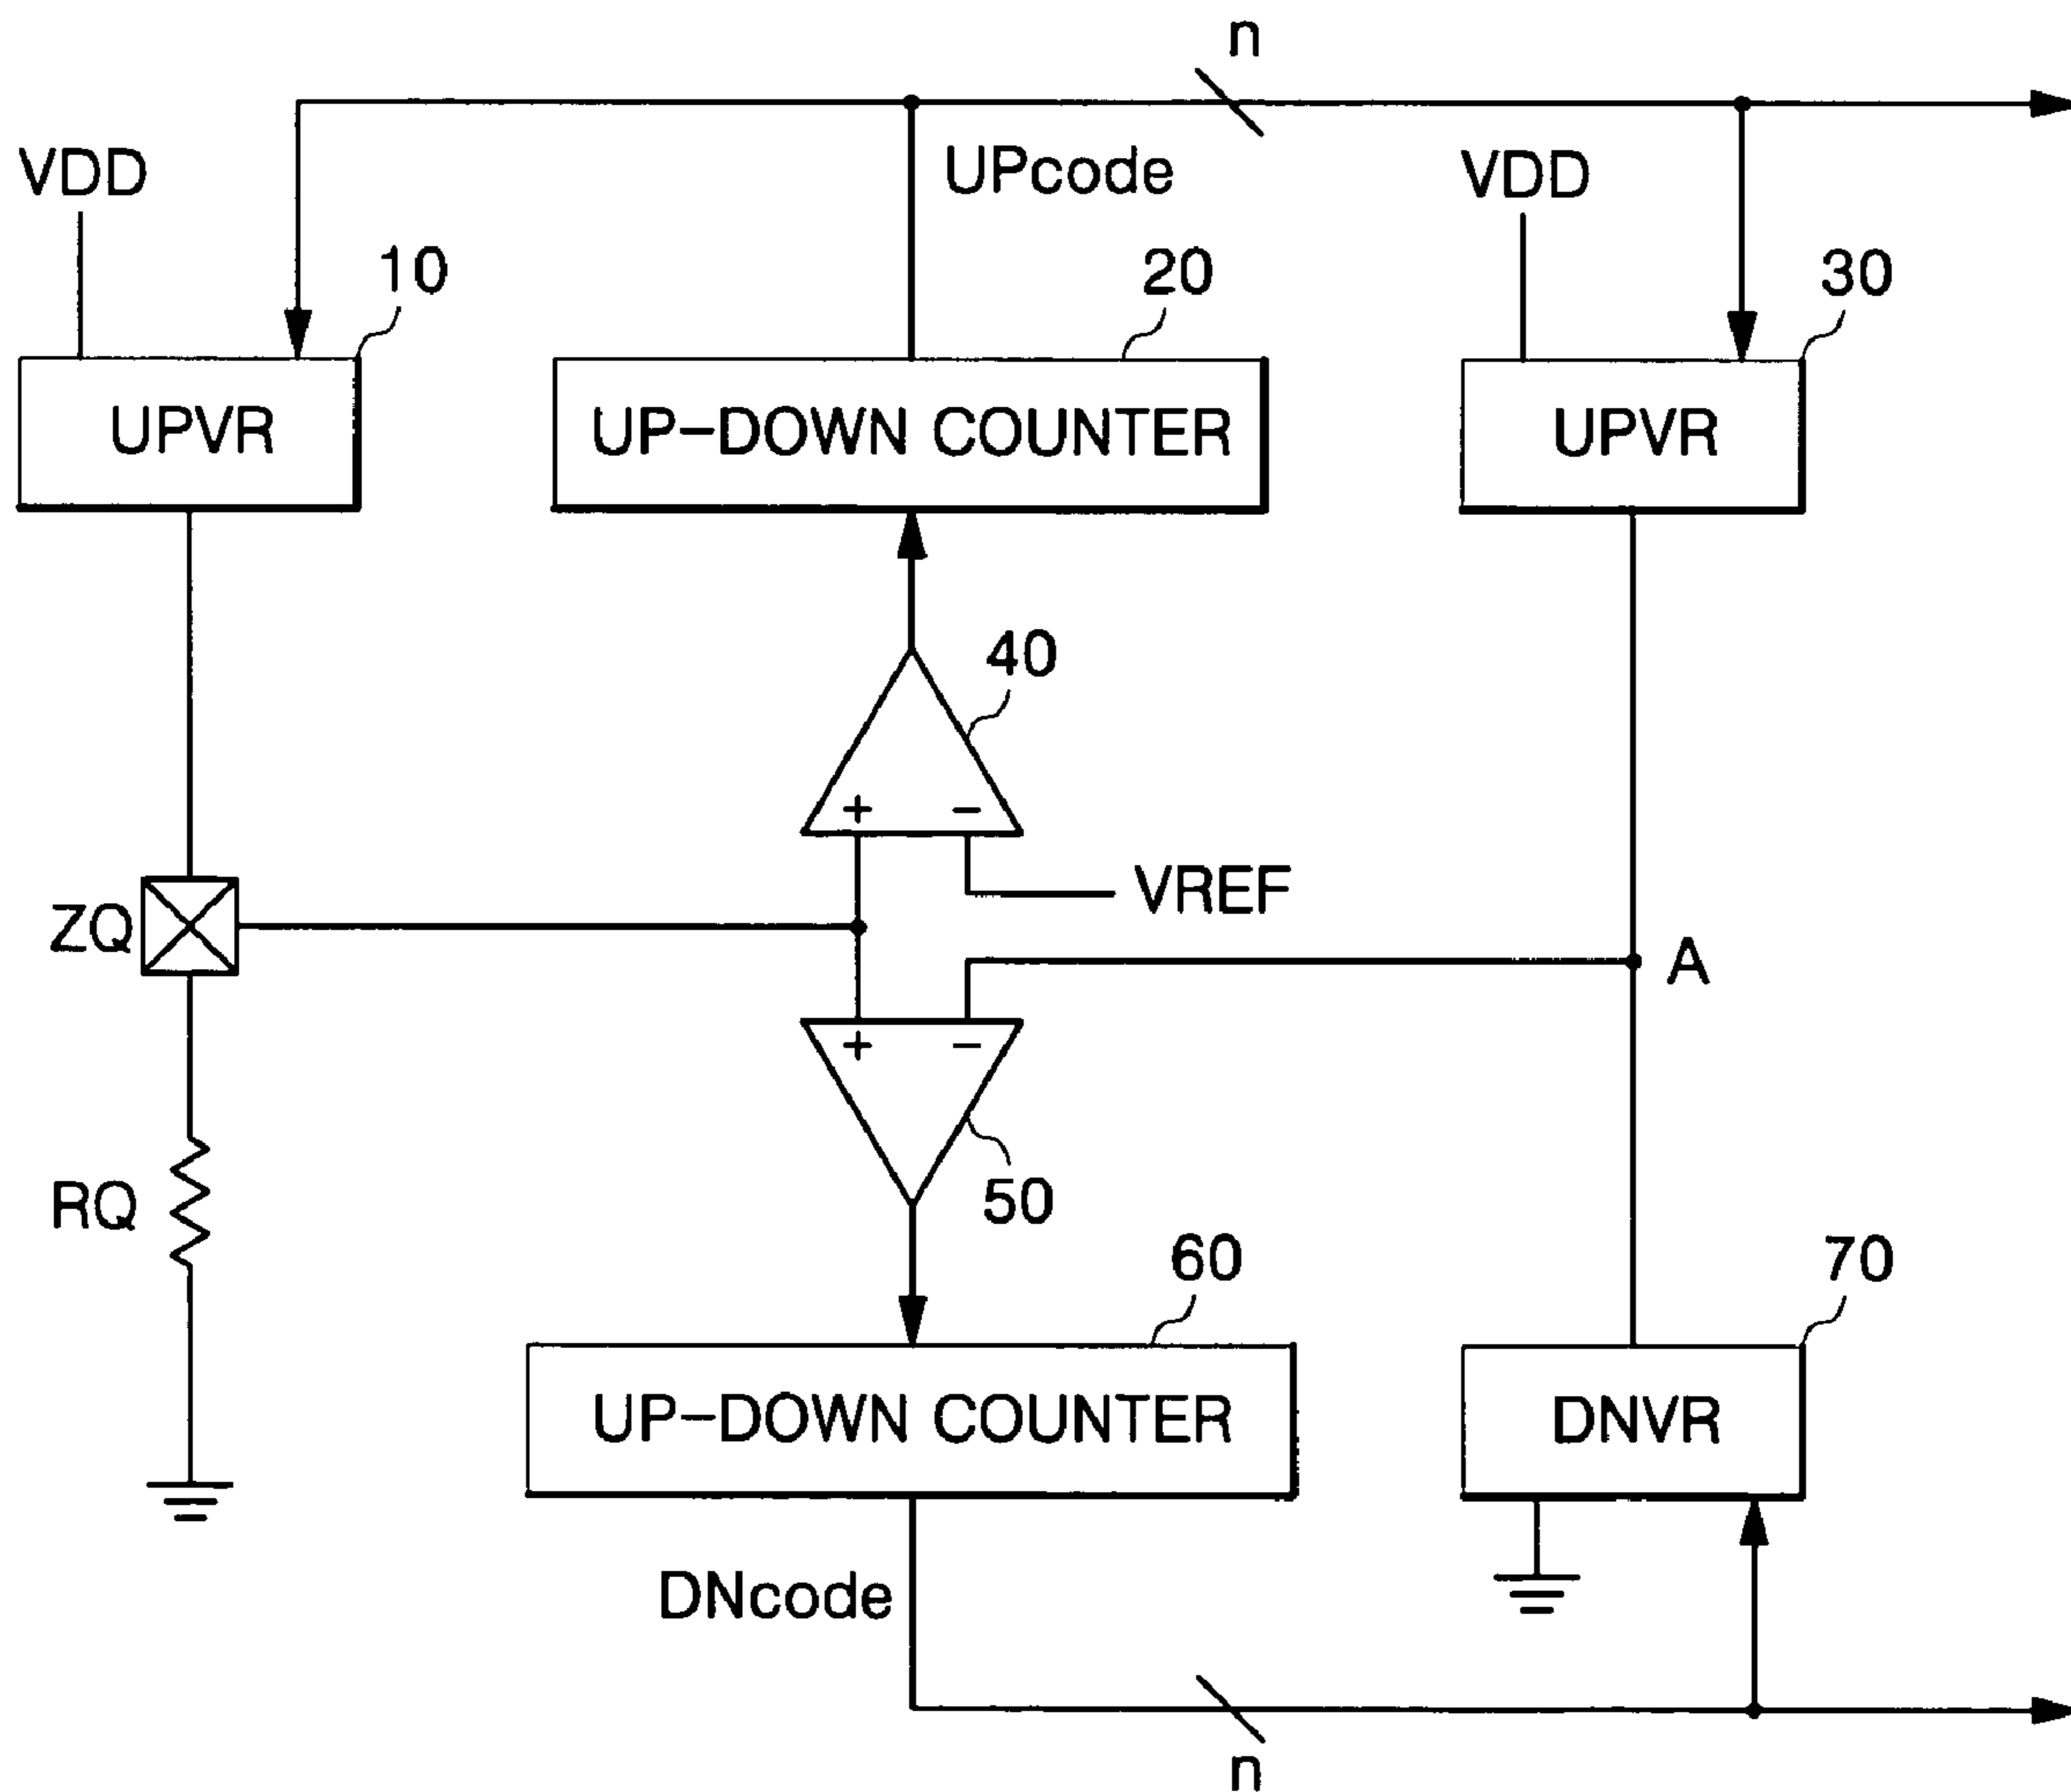 n
UPcode
VDD
VDD
10
20
30
UPVR
UP-DOWN COUNTER
UPVR
40
+ -
VREF
ZQ
A
+ -
50
RQ
60
70
UP-DOWN COUNTER
DNVR
DNcode
n